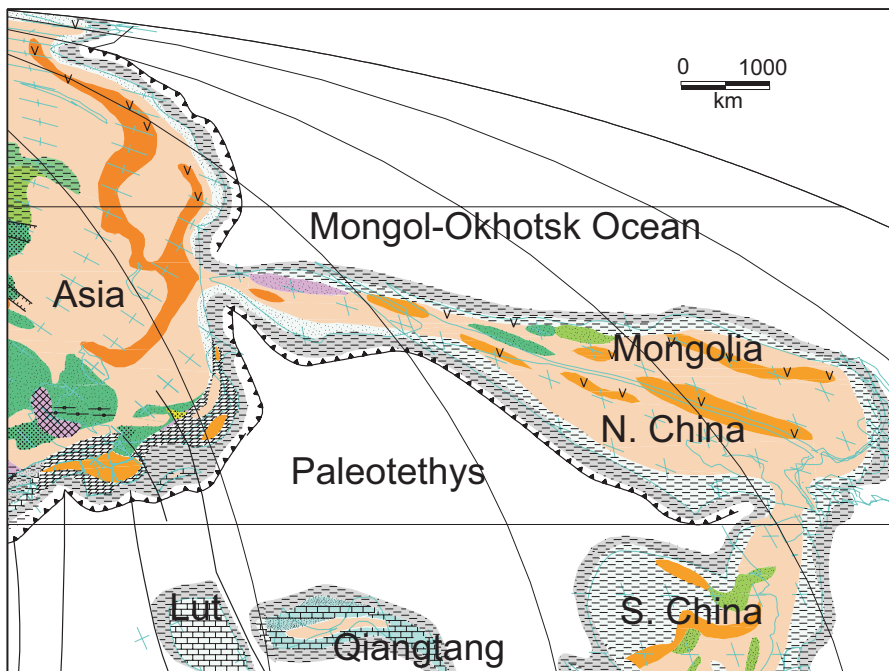 0 1000
km
Mongol-Okhotsk Ocean
Asia
Mongolia
N. China
Paleotethys
Lut
S. China
Qiangtang